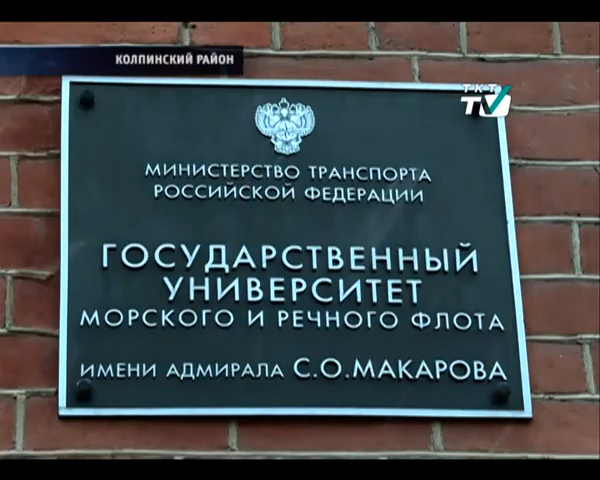 КОЛПИНСКИЙ РАЙОН
ТКТ
TV
МИНИСТЕРСТВО ТРАНСПОРТА
РОССИЙСКОЙ ФЕДЕРАЦИИ
ГОСУДАРСТВЕННЫЙ
УНИВЕРСИТЕТ
МОРСКОГО И РЕЧНОГО ФЛОТА
ИМЕНИ АДМИРАЛА С.О.МАКАРОВА